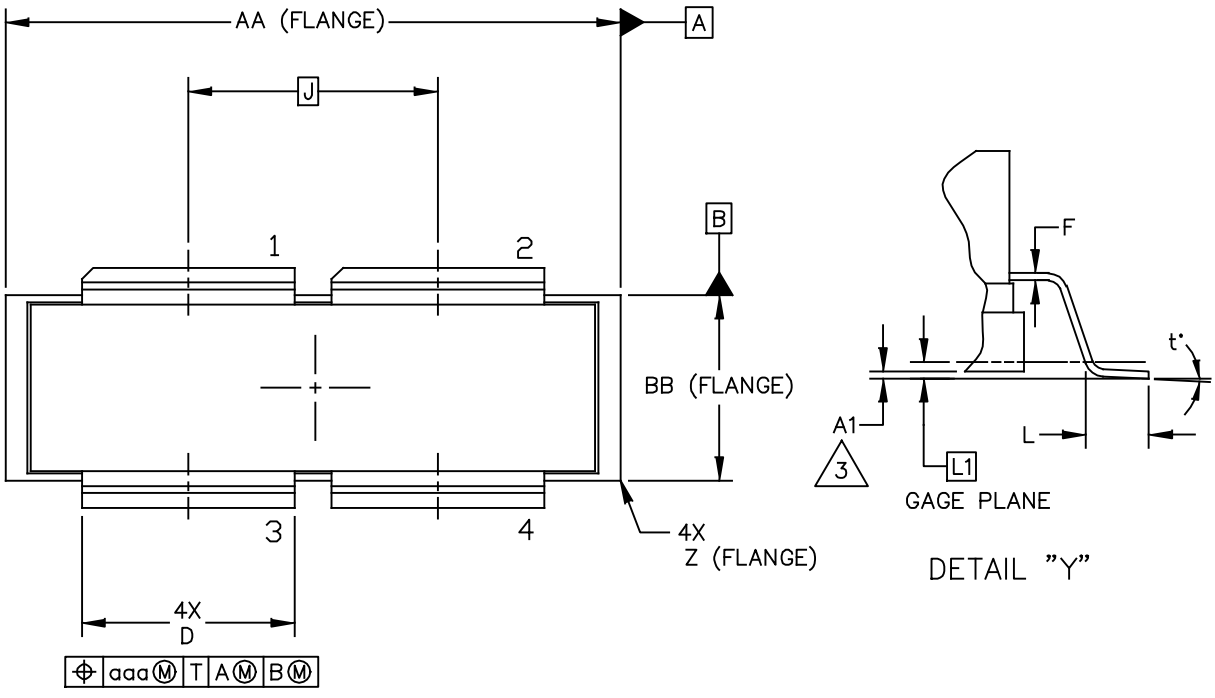 AA (FLANGE)
A
J
B
1
2
F
t°
BB (FLANGE)
A1
3
L
L1
GAGE PLANE
3
4
4X
Z (FLANGE)
DETAIL "Y"
4X
D
⌖ aaa Ⓜ T A Ⓜ B Ⓜ